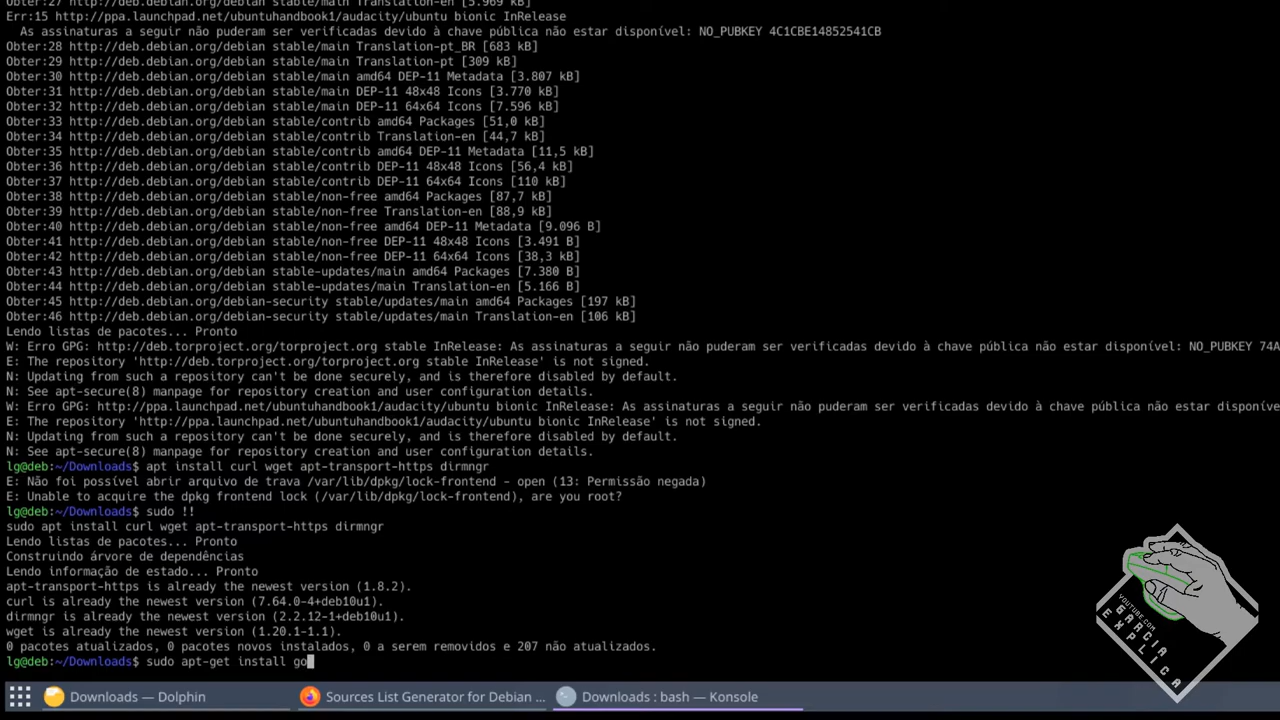 Obter:27 http://deb.debian.org/debian stable/main Translation-en [5.969 kB]
Err:15 http://ppa.launchpad.net/ubuntuhandbook1/audacity/ubuntu bionic InRelease
As assinaturas a seguir não puderam ser verificadas devido à chave pública não estar disponível: NO_PUBKEY 4C1CBE14852541CB
Obter:28 http://deb.debian.org/debian stable/main Translation-pt_BR [683 kB]
Obter:29 http://deb.debian.org/debian stable/main Translation-pt [309 kB]
Obter:30 http://deb.debian.org/debian stable/main amd64 DEP-11 Metadata [3.807 kB]
Obter:31 http://deb.debian.org/debian stable/main DEP-11 48x48 Icons [3.770 kB]
Obter:32 http://deb.debian.org/debian stable/main DEP-11 64x64 Icons [7.596 kB]
Obter:33 http://deb.debian.org/debian stable/contrib amd64 Packages [51,0 kB]
Obter:34 http://deb.debian.org/debian stable/contrib Translation-en [44,7 kB]
Obter:35 http://deb.debian.org/debian stable/contrib amd64 DEP-11 Metadata [11,5 kB]
Obter:36 http://deb.debian.org/debian stable/contrib DEP-11 48x48 Icons [56,4 kB]
Obter:37 http://deb.debian.org/debian stable/contrib DEP-11 64x64 Icons [110 kB]
Obter:38 http://deb.debian.org/debian stable/non-free amd64 Packages [87,7 kB]
Obter:39 http://deb.debian.org/debian stable/non-free Translation-en [88,9 kB]
Obter:40 http://deb.debian.org/debian stable/non-free amd64 DEP-11 Metadata [9.096 B]
Obter:41 http://deb.debian.org/debian stable/non-free DEP-11 48x48 Icons [3.491 B]
Obter:42 http://deb.debian.org/debian stable/non-free DEP-11 64x64 Icons [38,3 kB]
Obter:43 http://deb.debian.org/debian stable-updates/main amd64 Packages [7.380 B]
Obter:44 http://deb.debian.org/debian stable-updates/main Translation-en [5.166 B]
Obter:45 http://deb.debian.org/debian-security stable/updates/main amd64 Packages [197 kB]
Obter:46 http://deb.debian.org/debian-security stable/updates/main Translation-en [106 kB]
Lendo listas de pacotes... Pronto
W: Erro GPG: http://deb.torproject.org/torproject.org stable InRelease: As assinaturas a seguir não puderam ser verificadas devido à chave pública não estar disponível: NO_PUBKEY 74A
E: The repository 'http://deb.torproject.org/torproject.org stable InRelease' is not signed.
N: Updating from such a repository can't be done securely, and is therefore disabled by default.
N: See apt-secure(8) manpage for repository creation and user configuration details.
W: Erro GPG: http://ppa.launchpad.net/ubuntuhandbook1/audacity/ubuntu bionic InRelease: As assinaturas a seguir não puderam ser verificadas devido à chave pública não estar disponíve
E: The repository 'http://ppa.launchpad.net/ubuntuhandbook1/audacity/ubuntu bionic InRelease' is not signed.
N: Updating from such a repository can't be done securely, and is therefore disabled by default.
N: See apt-secure(8) manpage for repository creation and user configuration details.
lg@deb:~/Downloads$ apt install curl wget apt-transport-https dirmngr
E: Não foi possível abrir arquivo de trava /var/lib/dpkg/lock-frontend - open (13: Permissão negada)
E: Unable to acquire the dpkg frontend lock (/var/lib/dpkg/lock-frontend), are you root?
lg@deb:~/Downloads$ sudo !!
sudo apt install curl wget apt-transport-https dirmngr
Lendo listas de pacotes... Pronto
Construindo árvore de dependências
Lendo informação de estado... Pronto
apt-transport-https is already the newest version (1.8.2).
curl is already the newest version (7.64.0-4+deb10u1).
dirmngr is already the newest version (2.2.12-1+deb10u1).
wget is already the newest version (1.20.1-1.1).
0 pacotes atualizados, 0 pacotes novos instalados, 0 a serem removidos e 207 não atualizados.
lg@deb:~/Downloads$ sudo apt-get install go
YOUTUBE.COM
GARCIA
EXPLICA
Downloads — Dolphin
Sources List Generator for Debian ...
Downloads : bash — Konsole